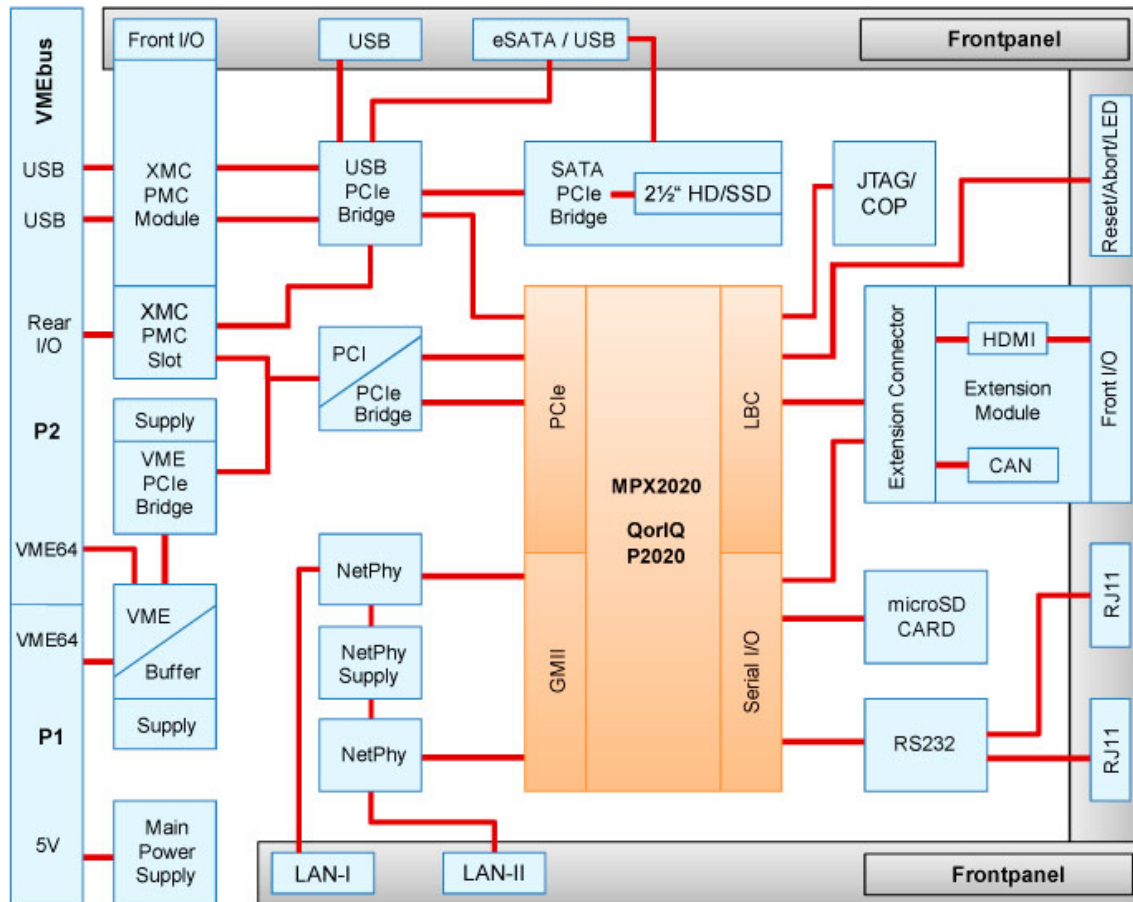 Front I/O
USB
eSATA / USB
Frontpanel
VMEbus
USB
USB
Rear
I/O
P2
VME64
VME64
P1
5V
XMC
PMC
Module
XMC
PMC
Slot
Supply
VME
PCIe
Bridge
VME
Buffer
Supply
Main
Power
Supply
USB
PCIe
Bridge
SATA
PCIe
Bridge
2½“ HD/SSD
JTAG/
COP
Reset/Abort/LED
PCI
PCIe
Bridge
PCIe
LBC
MPX2020
QorIQ
P2020
GMII
Serial I/O
Extension Connector
HDMI
Extension
Module
CAN
Front I/O
NetPhy
NetPhy
Supply
NetPhy
microSD
CARD
RS232
RJ11
RJ11
LAN-I
LAN-II
Frontpanel